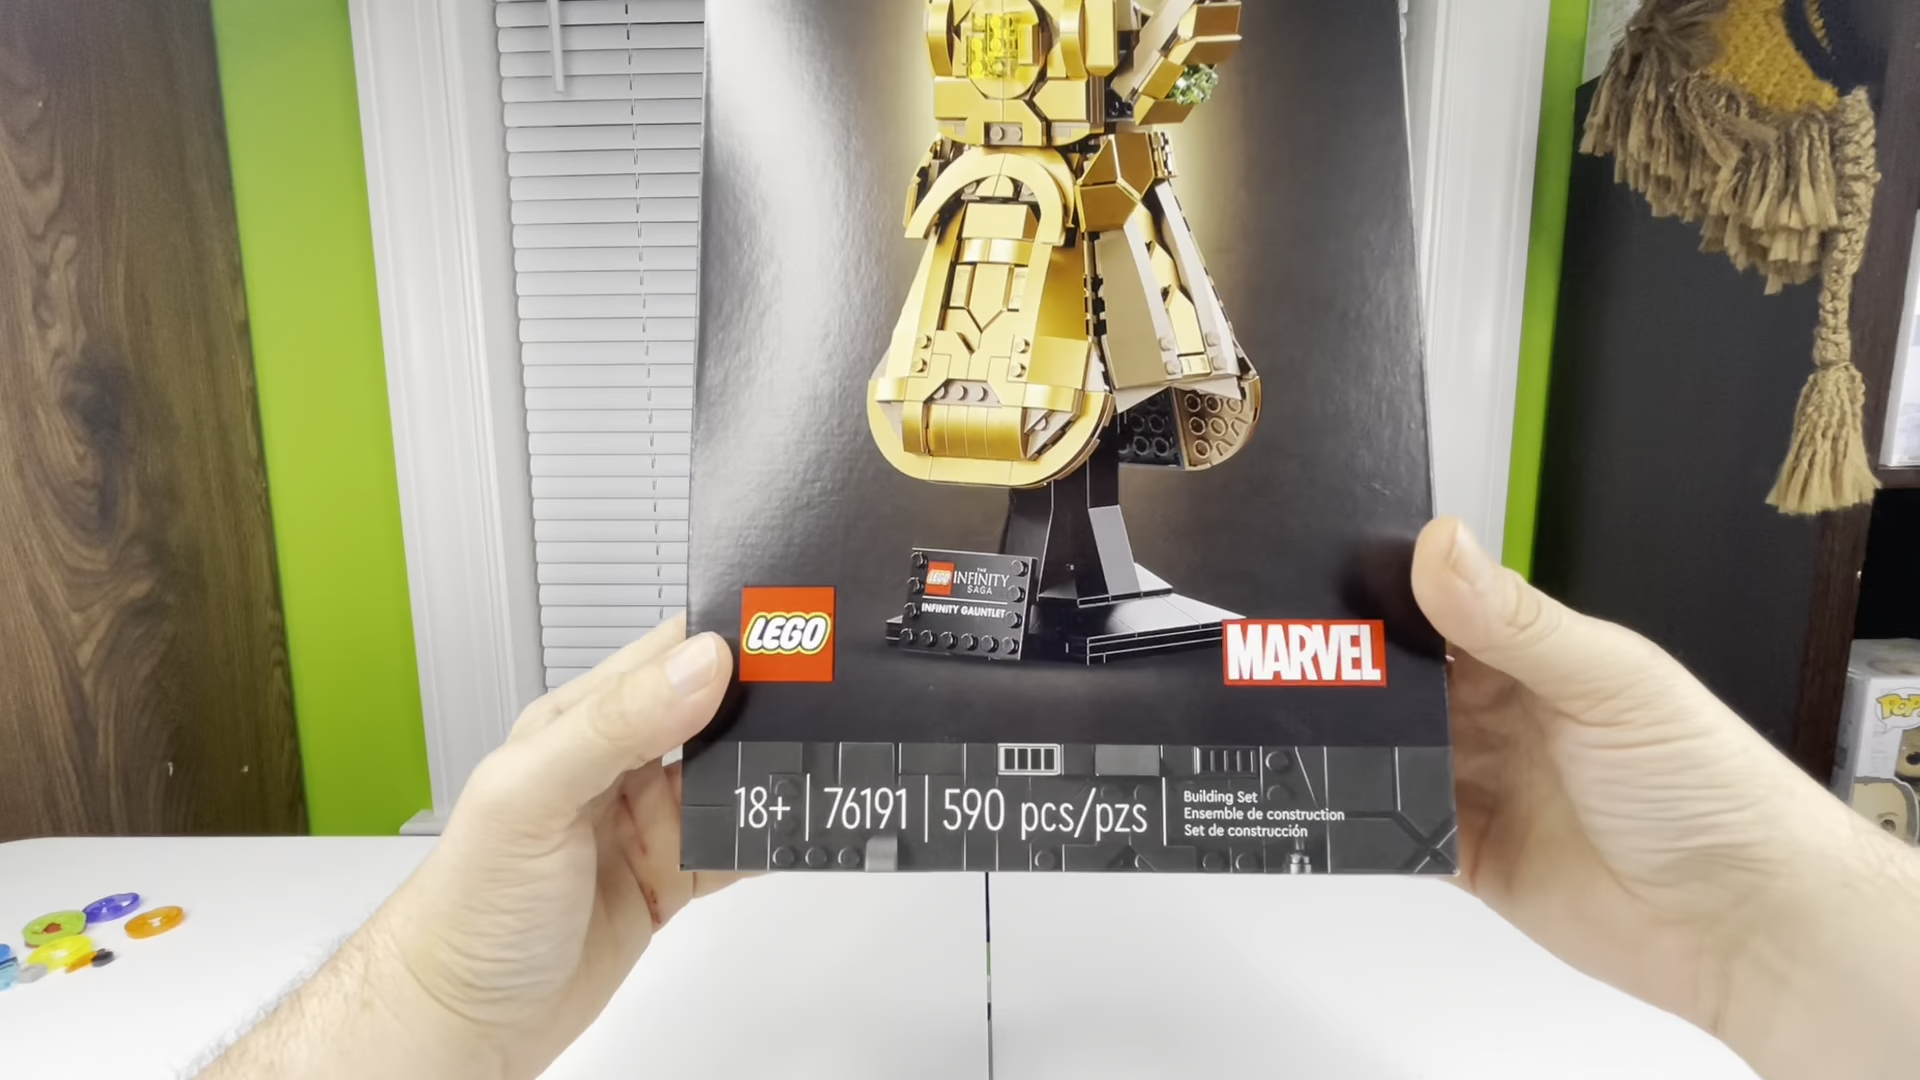 LEGO
THE
INFINITY
SAGA
INFINITY GAUNTLET
LEGO
MARVEL
18+ | 76191 | 590 pcs/pzs
Building Set
Ensemble de construction
Set de construcción
POP